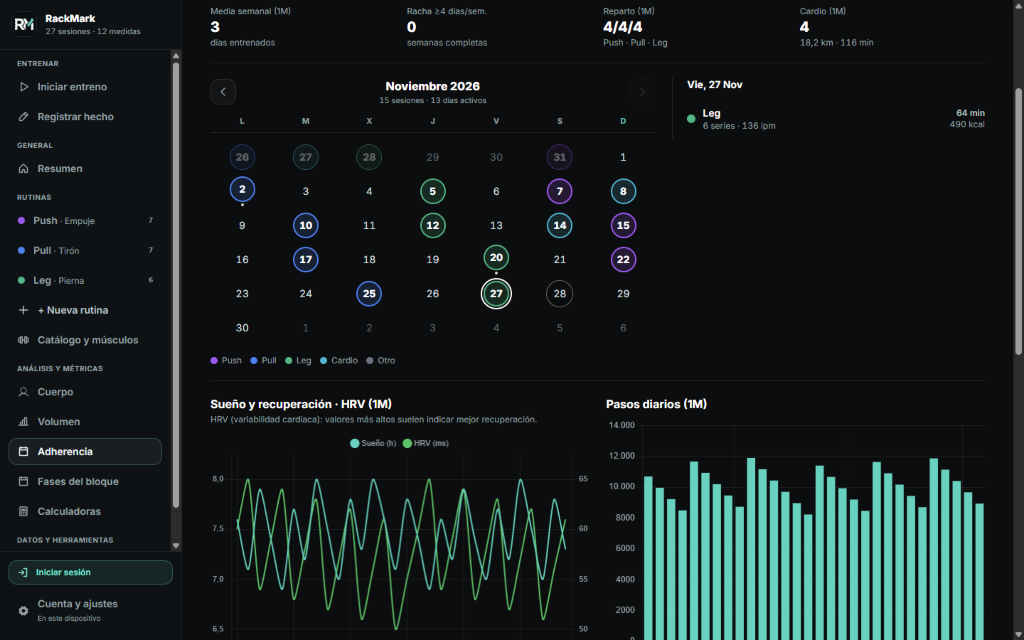 RM
RackMark
27 sesiones · 12 medidas
ENTRENAR
Iniciar entreno
Registrar hecho
GENERAL
Resumen
RUTINAS
Push · Empuje 7
Pull · Tirón 7
Leg · Pierna 6
+ Nueva rutina
Catálogo y músculos
ANÁLISIS Y MÉTRICAS
Cuerpo
Volumen
Adherencia
Fases del bloque
Calculadoras
DATOS Y HERRAMIENTAS
Iniciar sesión
Cuenta y ajustes
En este dispositivo
Media semanal (1M)
3
días entrenados
Racha ≥4 días/sem.
0
semanas completas
Reparto (1M)
4/4/4
Push · Pull · Leg
Cardio (1M)
4
18,2 km · 116 min
Noviembre 2026
15 sesiones · 13 días activos
L M X J V S D
26 27 28 29 30 31 1
2 3 4 5 6 7 8
9 10 11 12 13 14 15
16 17 18 19 20 21 22
23 24 25 26 27 28 29
30 1 2 3 4 5 6
Push Pull Leg Cardio Otro
Vie, 27 Nov
Leg
6 series · 136 lpm
64 min
490 kcal
Sueño y recuperación · HRV (1M)
HRV (variabilidad cardíaca): valores más altos suelen indicar mejor recuperación.
Sueño (h) HRV (ms)
8,0 65
7,5 60
7,0 55
6,5 50
Pasos diarios (1M)
14.000
12.000
10.000
8000
6000
4000
2000
0